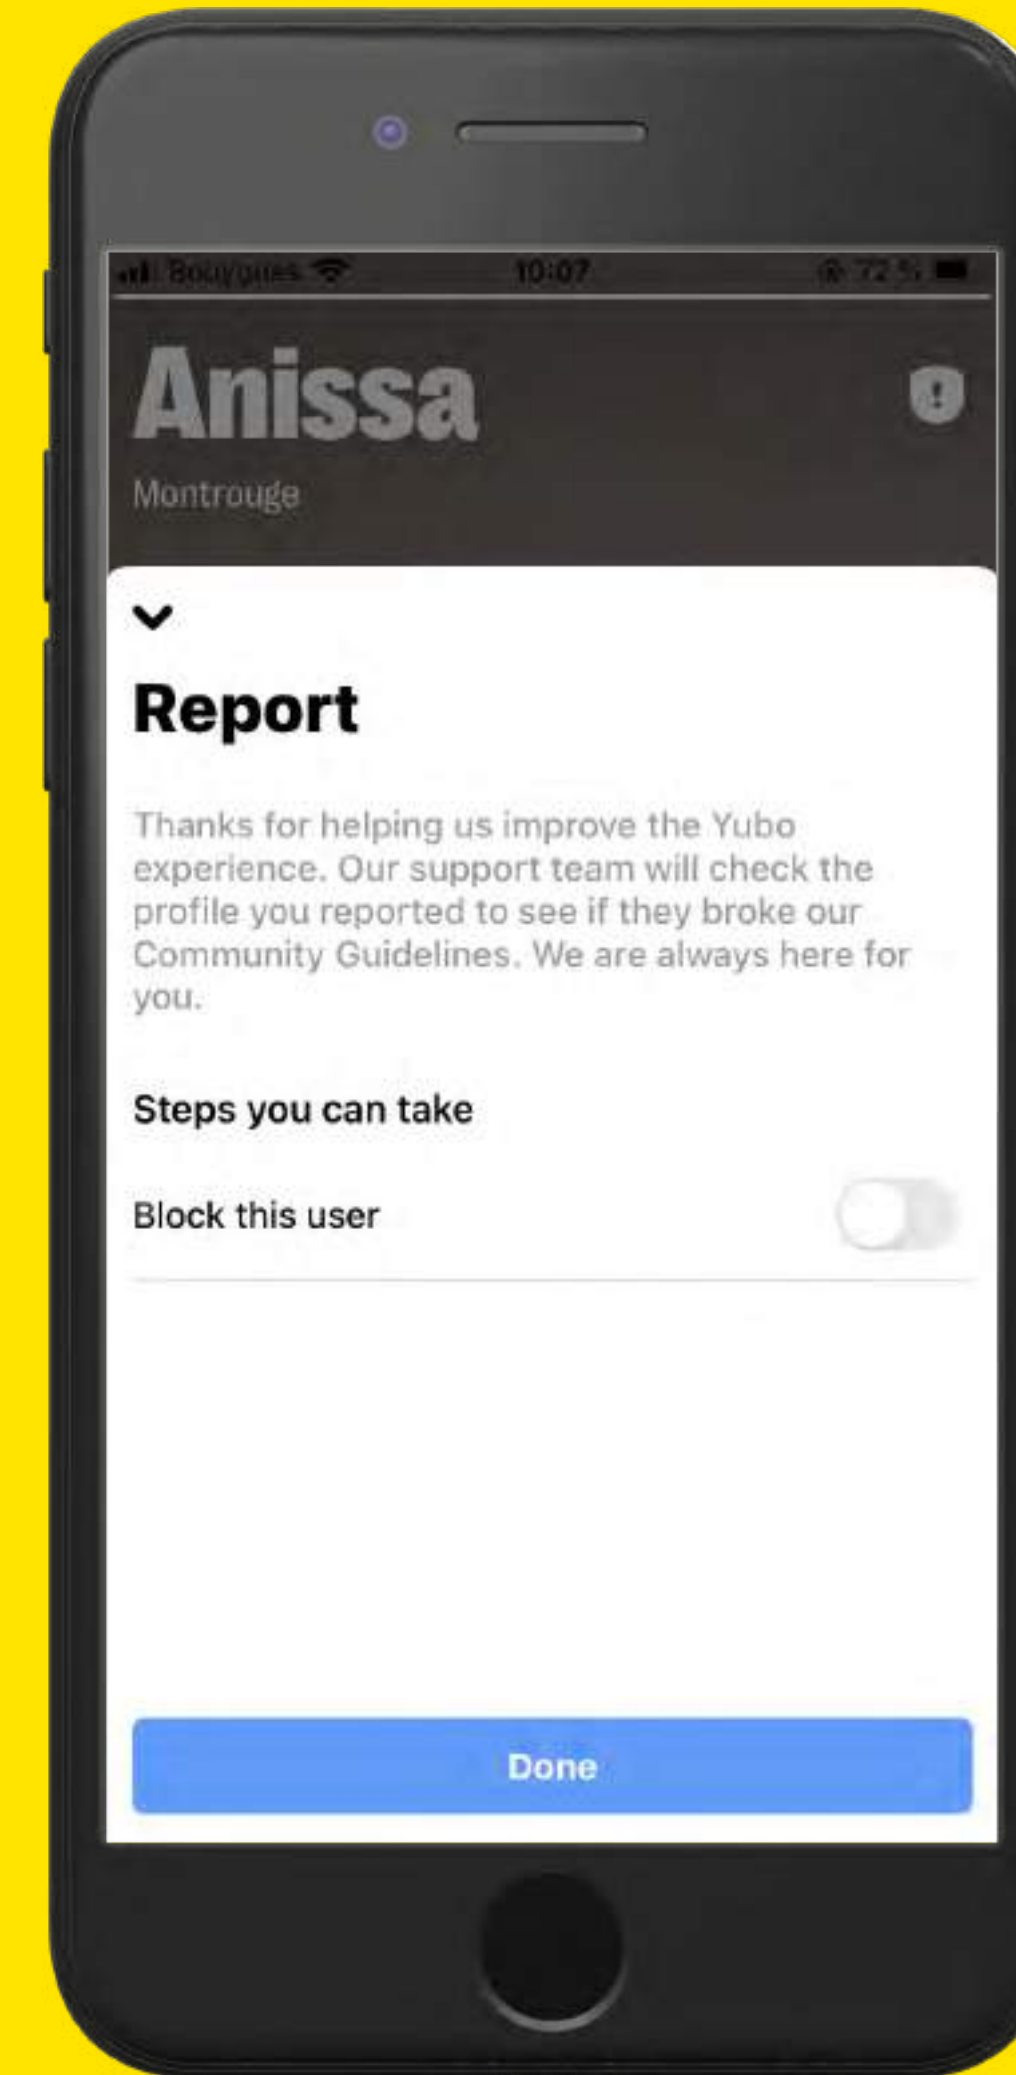 Bouygues
10:07
72 %
Anissa
Montrouge
Report
Thanks for helping us improve the Yubo
experience. Our support team will check the
profile you reported to see if they broke our
Community Guidelines. We are always here for
you.
Steps you can take
Block this user
Done